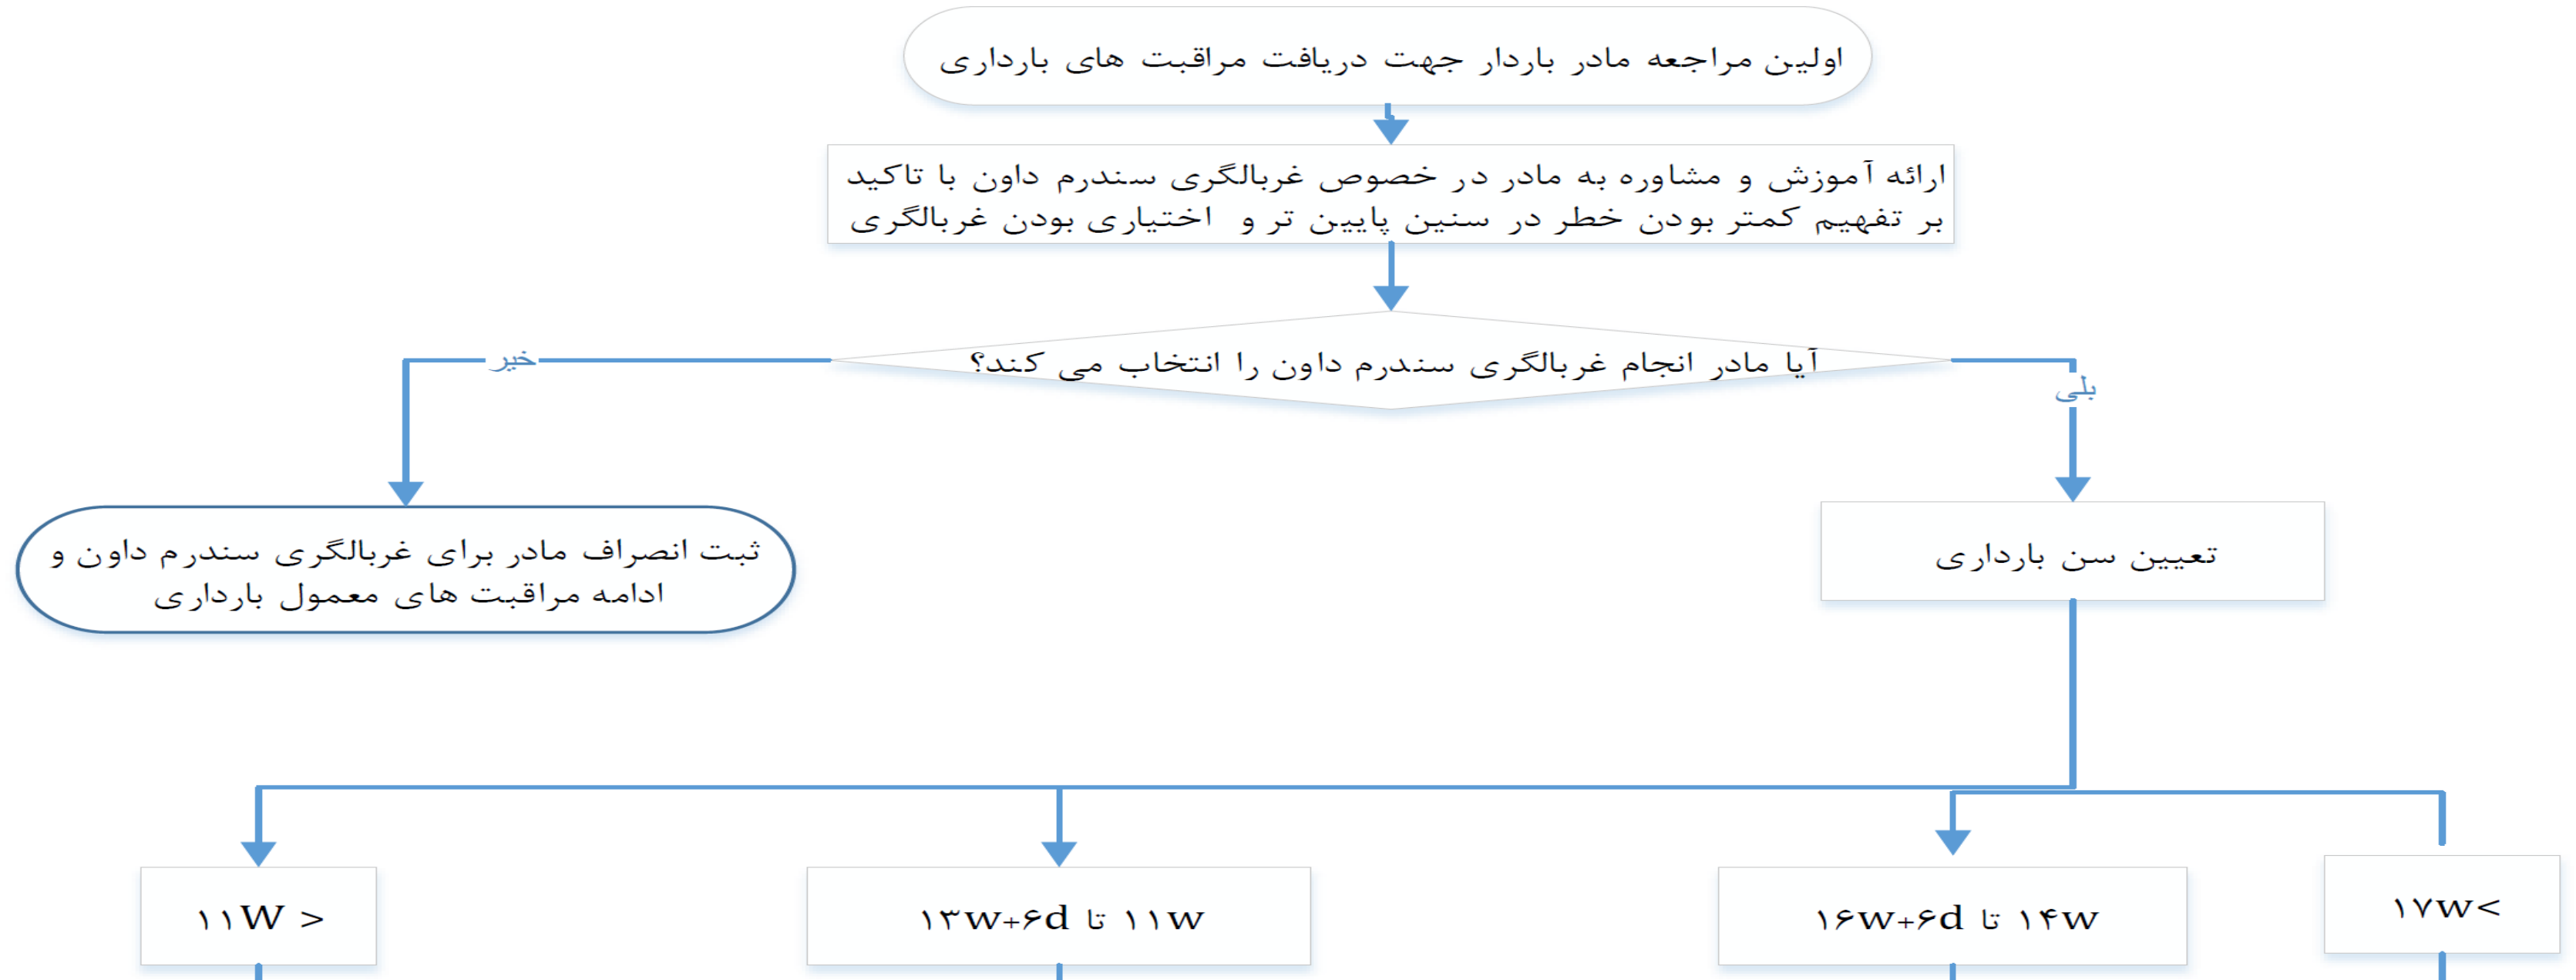 اولین مراجعه مادر باردار جهت دریافت مراقبت های بارداری
ارائه آموزش و مشاوره به مادر در خصوص غربالگری سندرم داون با تاکید
بر تفهیم کمتر بودن خطر در سنین پایین تر و اختیاری بودن غربالگری
آیا مادر انجام غربالگری سندرم داون را انتخاب می کند؟
بلی
خیر
تعیین سن بارداری
ثبت انصراف مادر برای غربالگری سندرم داون و
ادامه مراقبت های معمول بارداری
۱۷w<
۱۴w تا ۱۶w+۶d
۱۱w تا ۱۳w+۶d
۱۱W >